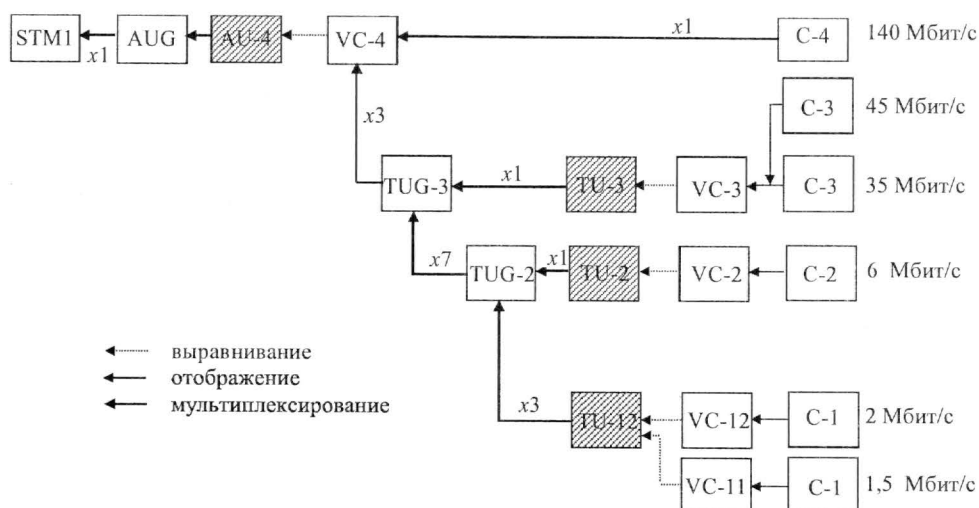 STM1
x1
AUG
AU-4
VC-4
x1
C-4
140 Мбит/с
x3
C-3
45 Мбит/с
TUG-3
x1
TU-3
VC-3
C-3
35 Мбит/с
x7
TUG-2
x1
TU-2
VC-2
C-2
6 Мбит/с
выравнивание
отображение
мультиплексирование
x3
TU-12
VC-12
C-1
2 Мбит/с
VC-11
C-1
1,5 Мбит/с